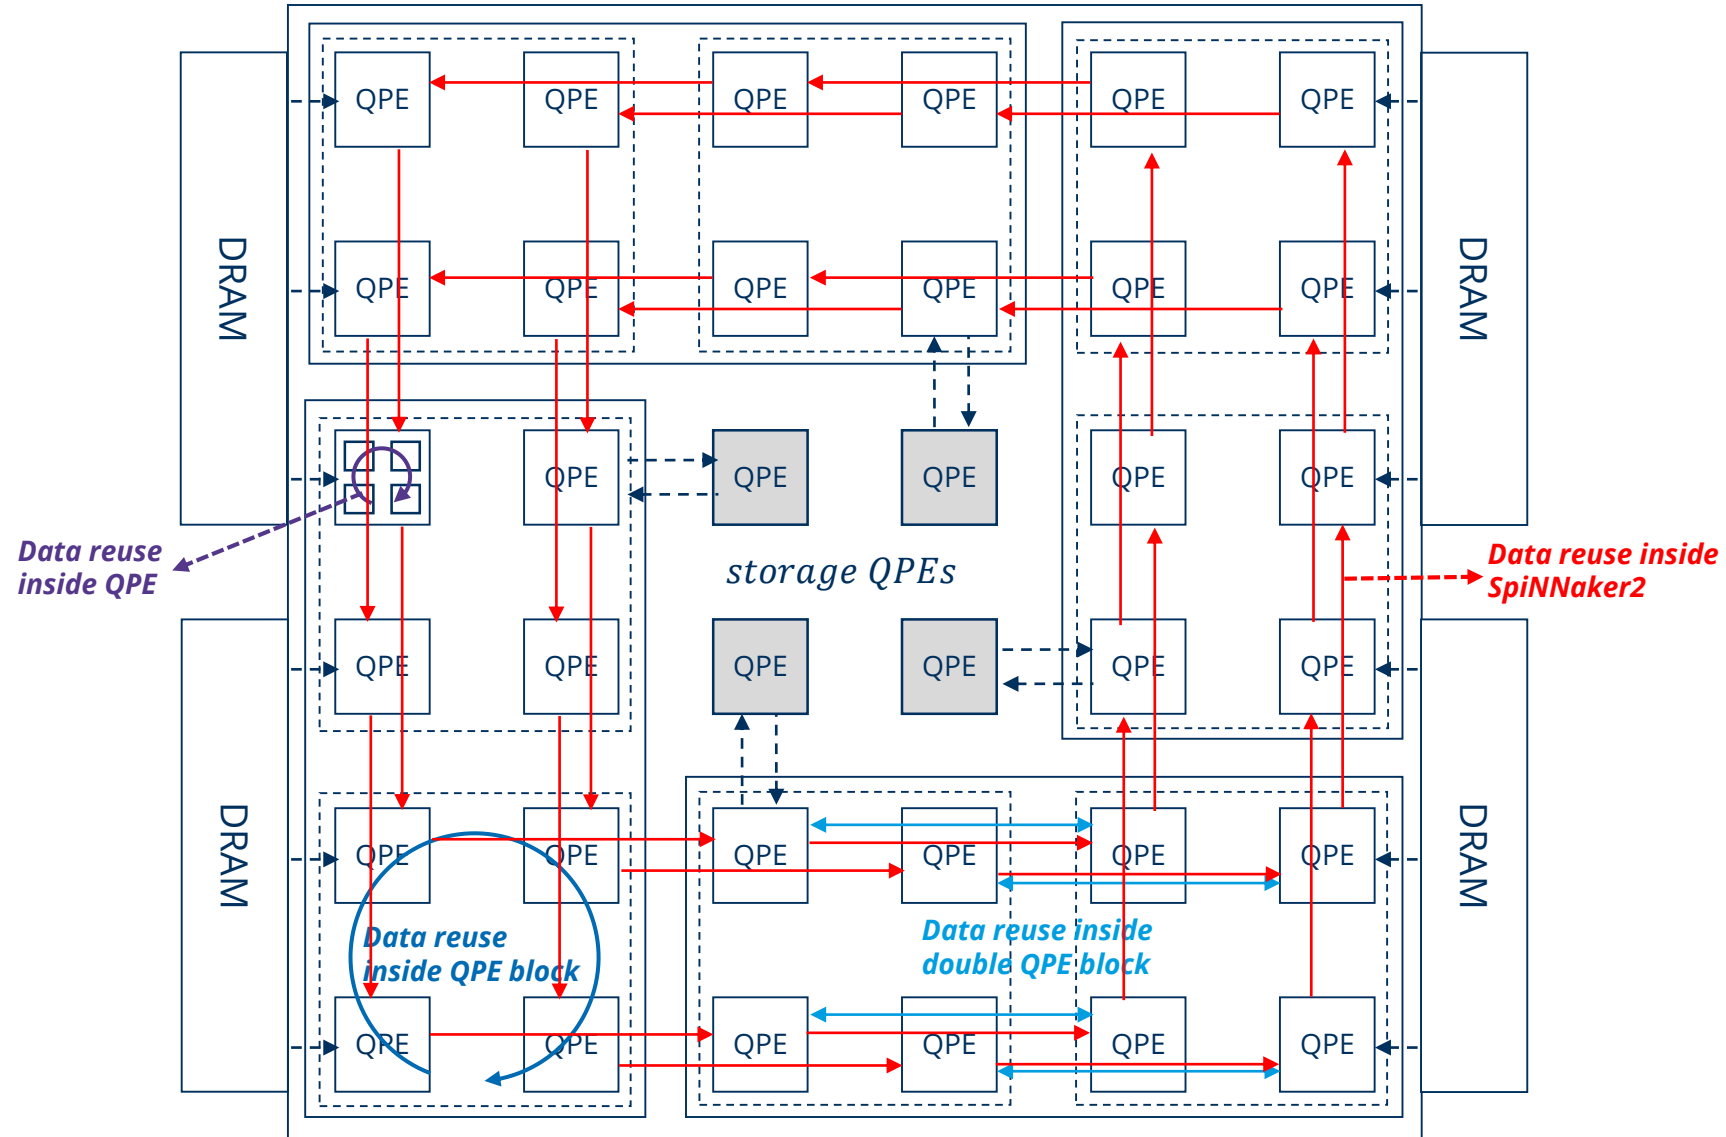 QPE QPE QPE QPE QPE QPE
DRAM
DRAM
QPE QPE QPE QPE QPE QPE
QPE QPE QPE QPE QPE
Data reuse
inside QPE
storage QPEs
Data reuse inside
SpiNNaker2
QPE QPE QPE QPE QPE QPE
DRAM
DRAM
QPE QPE QPE QPE QPE QPE
Data reuse
inside QPE block
Data reuse inside
double QPE block
QPE QPE QPE QPE QPE QPE